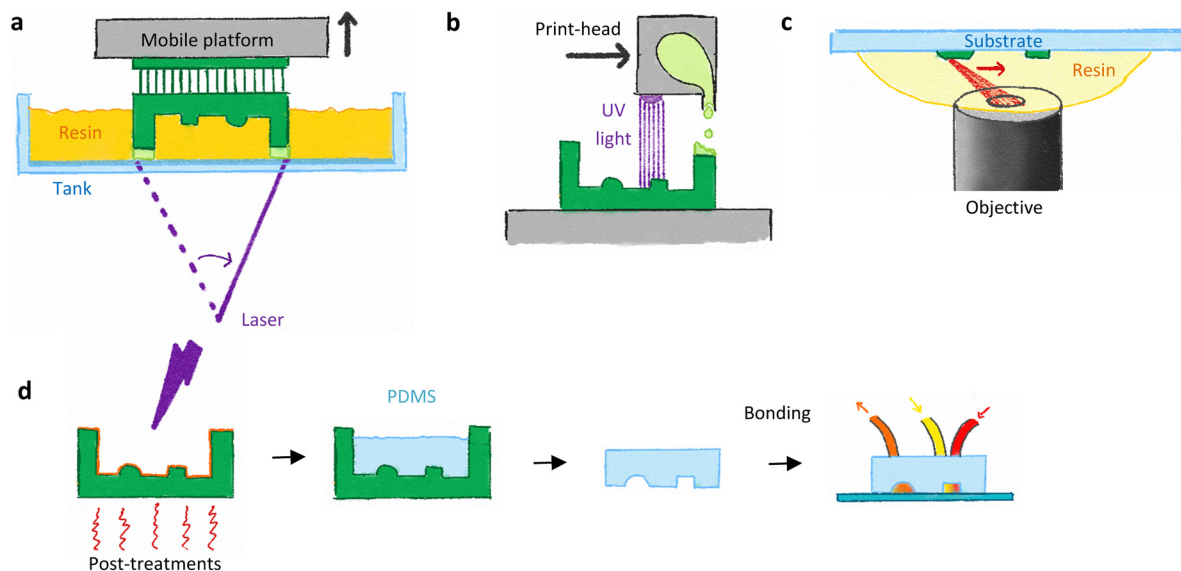 a
Mobile platform
Resin
Tank
Laser
b
Print-head
UV
light
c
Substrate
Resin
Objective
d
Post-treatments
PDMS
Bonding